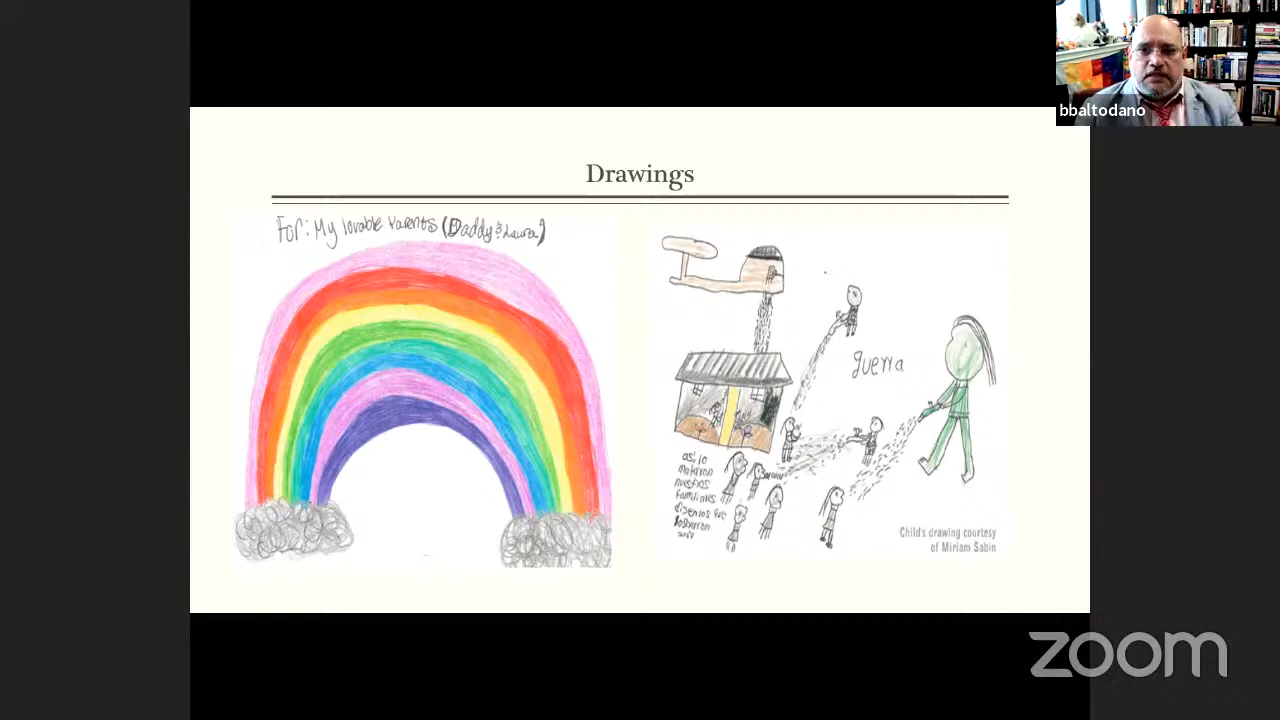 bbaltodano
Drawings
For: My lovable Parents (Daddy & Laura)
guerra
asi lo
mataron
nuestros
familiares
Child's drawing courtesy
of Miriam Sabin
zoom